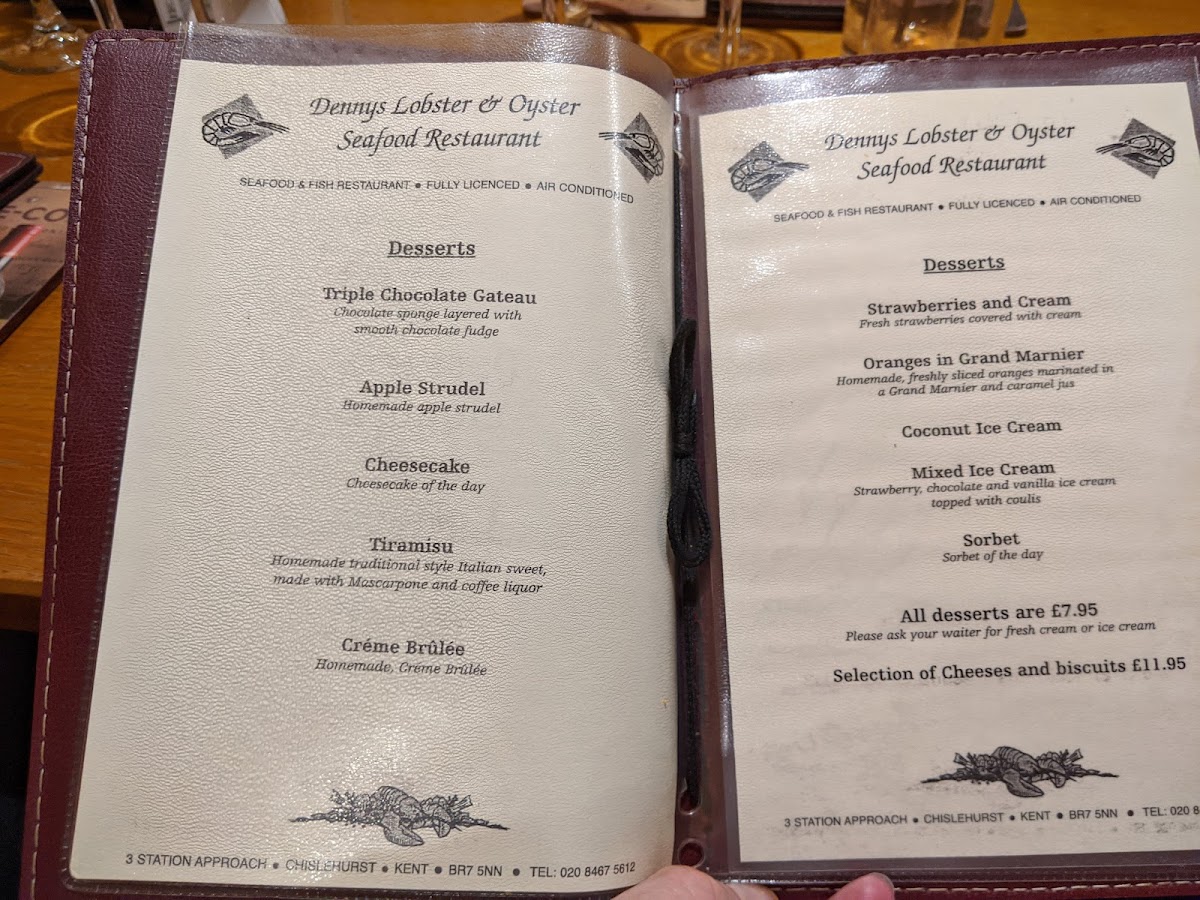 Dennys Lobster & Oyster
Seafood Restaurant
SEAFOOD & FISH RESTAURANT ● FULLY LICENCED ● AIR CONDITIONED
Desserts
Triple Chocolate Gateau
Chocolate sponge layered with
smooth chocolate fudge
Apple Strudel
Homemade apple strudel
Cheesecake
Cheesecake of the day
Tiramisu
Homemade traditional style Italian sweet,
made with Mascarpone and coffee liquor
Créme Brûlée
Homemade, Créme Brûlée
3 STATION APPROACH ● CHISLEHURST ● KENT ● BR7 5NN ● TEL: 020 8467 5612
Dennys Lobster & Oyster
Seafood Restaurant
SEAFOOD & FISH RESTAURANT ● FULLY LICENCED ● AIR CONDITIONED
Desserts
Strawberries and Cream
Fresh strawberries covered with cream
Oranges in Grand Marnier
Homemade, freshly sliced oranges marinated in
a Grand Marnier and caramel jus
Coconut Ice Cream
Mixed Ice Cream
Strawberry, chocolate and vanilla ice cream
topped with coulis
Sorbet
Sorbet of the day
All desserts are £7.95
Please ask your waiter for fresh cream or ice cream
Selection of Cheeses and biscuits £11.95
3 STATION APPROACH ● CHISLEHURST ● KENT ● BR7 5NN ● TEL: 020 8